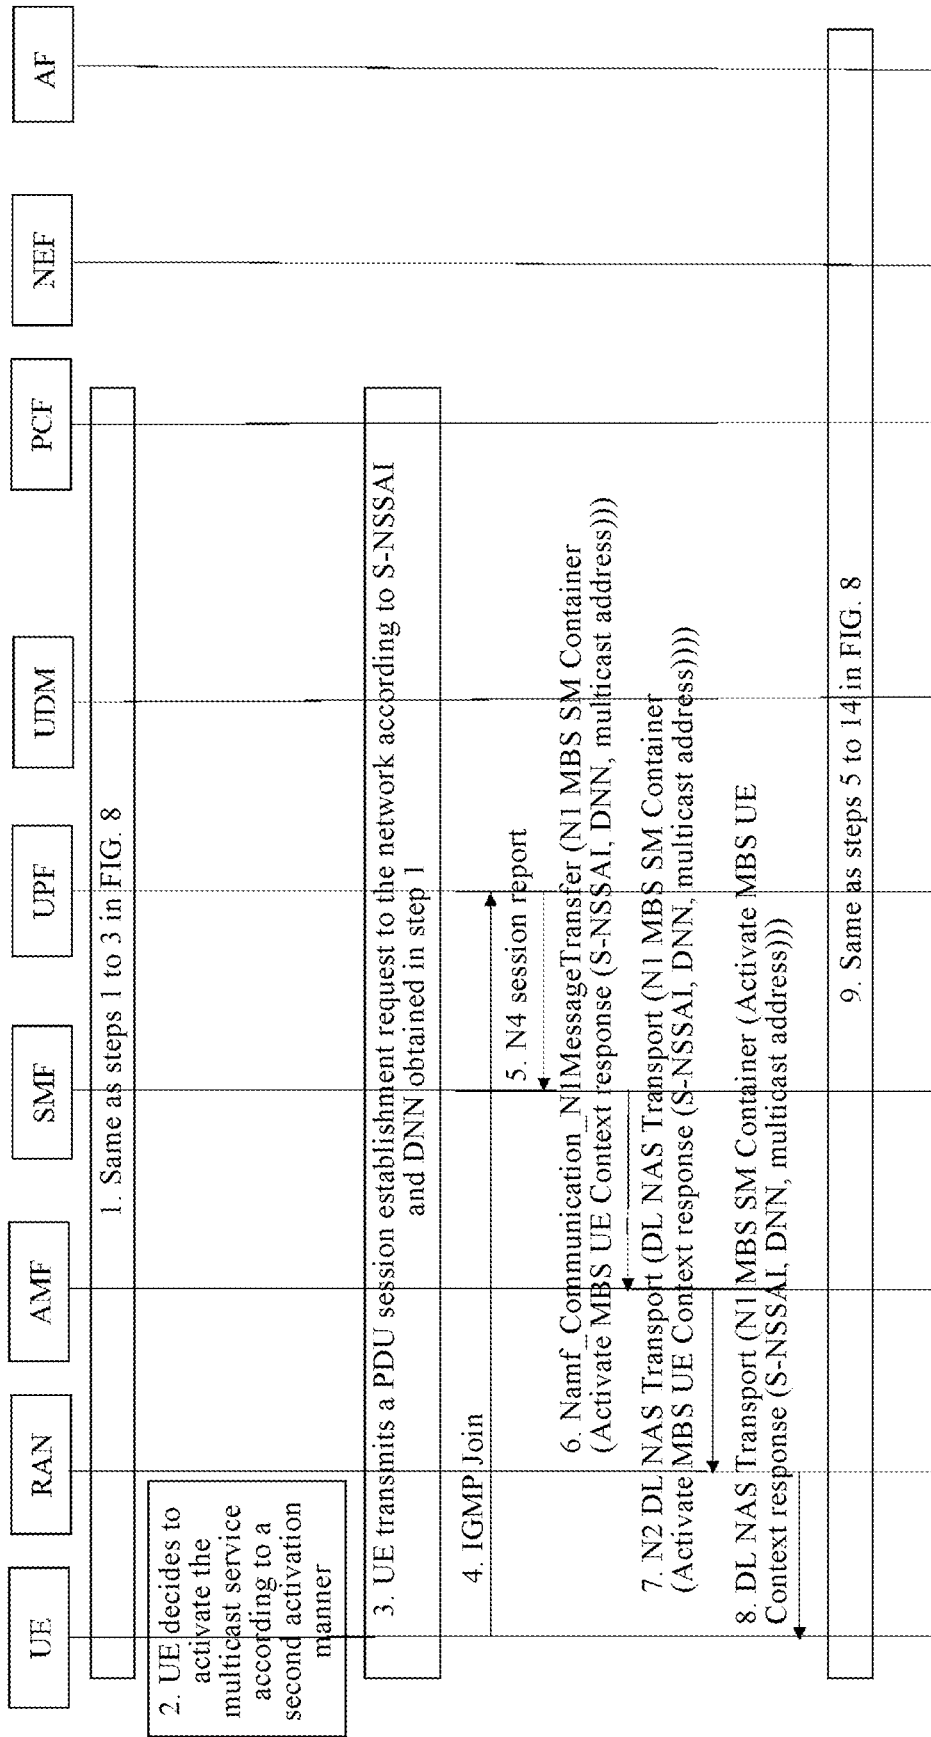 UE
RAN
AMF
SMF
UPF
UDM
PCF
NEF
AF
1. Same as steps 1 to 3 in FIG. 8
2. UE decides to
activate the
multicast service
according to a
second activation
manner
3. UE transmits a PDU session establishment request to the network according to S-NSSAI
and DNN obtained in step 1
4. IGMP Join
5. N4 session report
6. Namf_Communication_N1MessageTransfer (N1 MBS SM Container
(Activate MBS UE Context response (S-NSSAI, DNN, multicast address)))
7. N2 DL NAS Transport (DL NAS Transport (N1 MBS SM Container
(Activate MBS UE Context response (S-NSSAI, DNN, multicast address))))
8. DL NAS Transport (N1 MBS SM Container (Activate MBS UE
Context response (S-NSSAI, DNN, multicast address)))
9. Same as steps 5 to 14 in FIG. 8